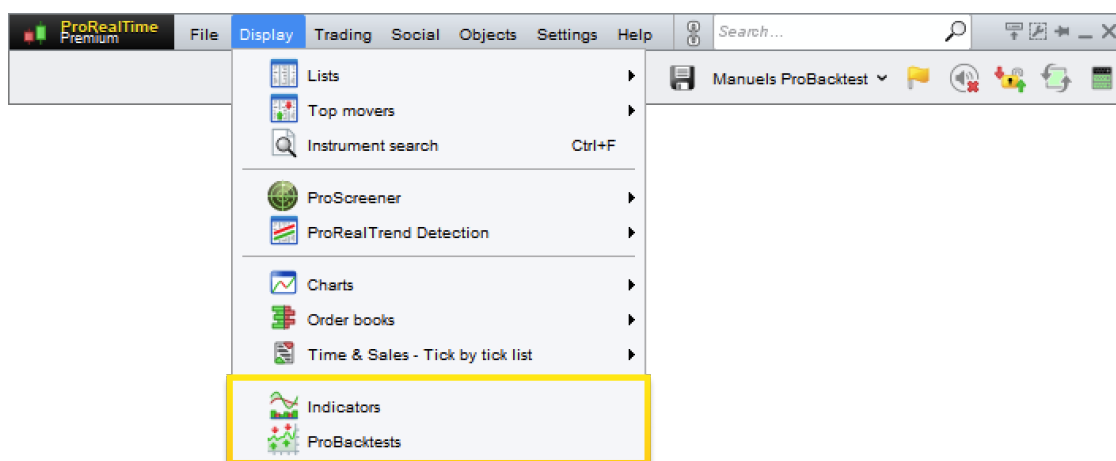 ProRealTime
Premium
File Display Trading Social Objects Settings Help Search...
Manuels ProBacktest
Lists
Top movers
Instrument search Ctrl+F
ProScreener
ProRealTrend Detection
Charts
Order books
Time & Sales - Tick by tick list
Indicators
ProBacktests